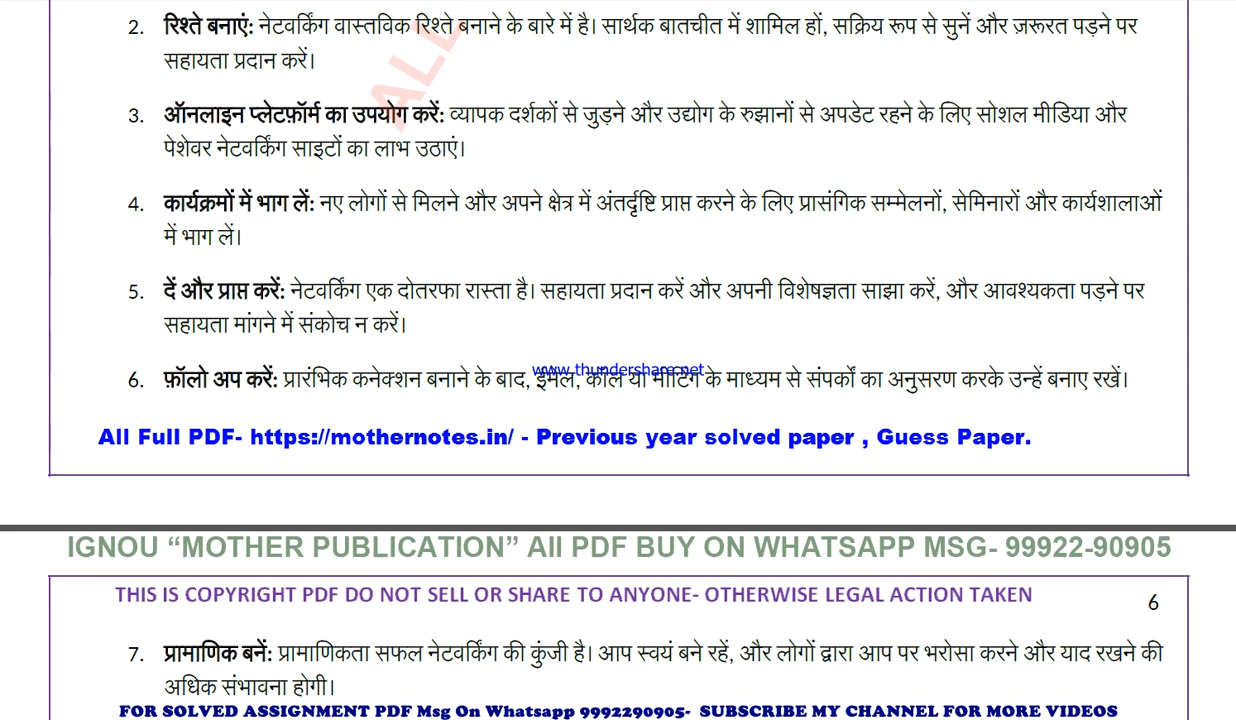 2. रिश्ते बनाएं: नेटवर्किंग वास्तविक रिश्ते बनाने के बारे में है। सार्थक बातचीत में शामिल हों, सक्रिय रूप से सुनें और ज़रूरत पड़ने पर
सहायता प्रदान करें।
ALL
3. ऑनलाइन प्लेटफ़ॉर्म का उपयोग करें: व्यापक दर्शकों से जुड़ने और उद्योग के रुझानों से अपडेट रहने के लिए सोशल मीडिया और
पेशेवर नेटवर्किंग साइटों का लाभ उठाएं।
4. कार्यक्रमों में भाग लें: नए लोगों से मिलने और अपने क्षेत्र में अंतर्दृष्टि प्राप्त करने के लिए प्रासंगिक सम्मेलनों, सेमिनारों और कार्यशालाओं
में भाग लें।
5. दें और प्राप्त करें: नेटवर्किंग एक दोतरफा रास्ता है। सहायता प्रदान करें और अपनी विशेषज्ञता साझा करें, और आवश्यकता पड़ने पर
सहायता मांगने में संकोच न करें।
www.thundershare.net
6. फ़ॉलो अप करें: प्रारंभिक कनेक्शन बनाने के बाद, ईमेल, कॉल या मीटिंग के माध्यम से संपर्कों का अनुसरण करके उन्हें बनाए रखें।
All Full PDF- https://mothernotes.in/ - Previous year solved paper , Guess Paper.
IGNOU “MOTHER PUBLICATION” All PDF BUY ON WHATSAPP MSG- 99922-90905
THIS IS COPYRIGHT PDF DO NOT SELL OR SHARE TO ANYONE- OTHERWISE LEGAL ACTION TAKEN
6
7. प्रामाणिक बनें: प्रामाणिकता सफल नेटवर्किंग की कुंजी है। आप स्वयं बने रहें, और लोगों द्वारा आप पर भरोसा करने और याद रखने की
अधिक संभावना होगी।
FOR SOLVED ASSIGNMENT PDF Msg On Whatsapp 9992290905- SUBSCRIBE MY CHANNEL FOR MORE VIDEOS